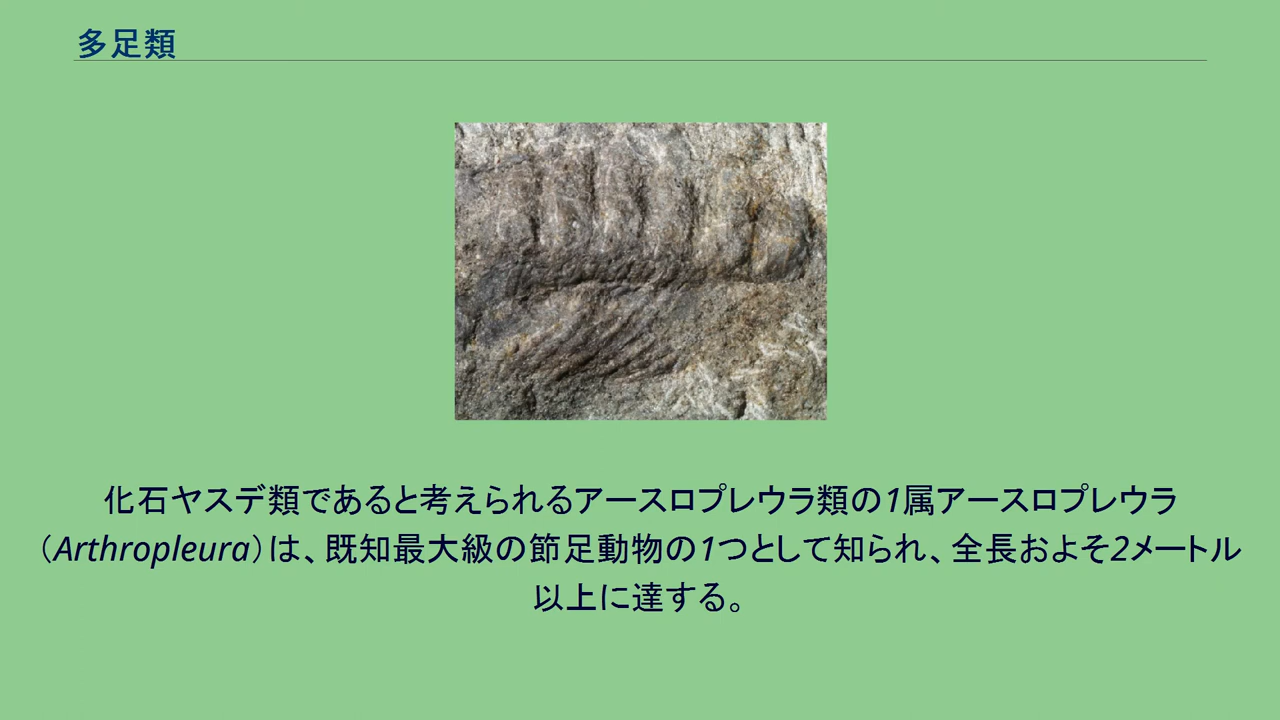 多足類
化石ヤスデ類であると考えられるアースロプレウラ類の1属アースロプレウラ
（Arthropleura）は、既知最大級の節足動物の1つとして知られ、全長およそ2メートル
以上に達する。